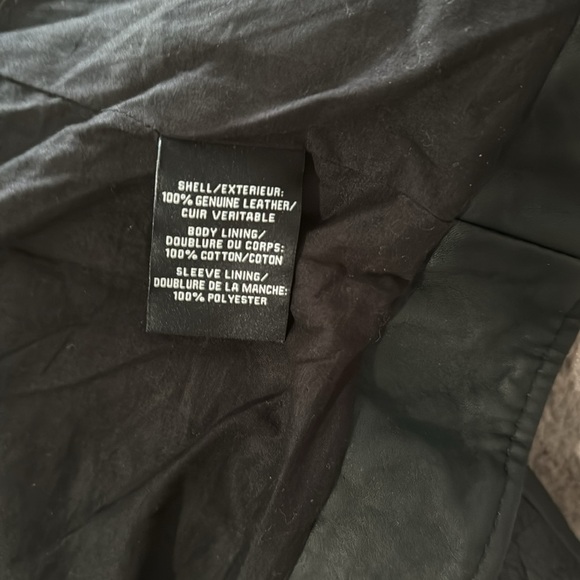 SHELL/EXTERIEUR:
100% GENUINE LEATHER/
CUIR VERITABLE
BODY LINING/
DOUBLURE DU CORPS:
100% COTTON/COTON
SLEEVE LINING/
DOUBLURE DE LA MANCHE:
100% POLYESTER